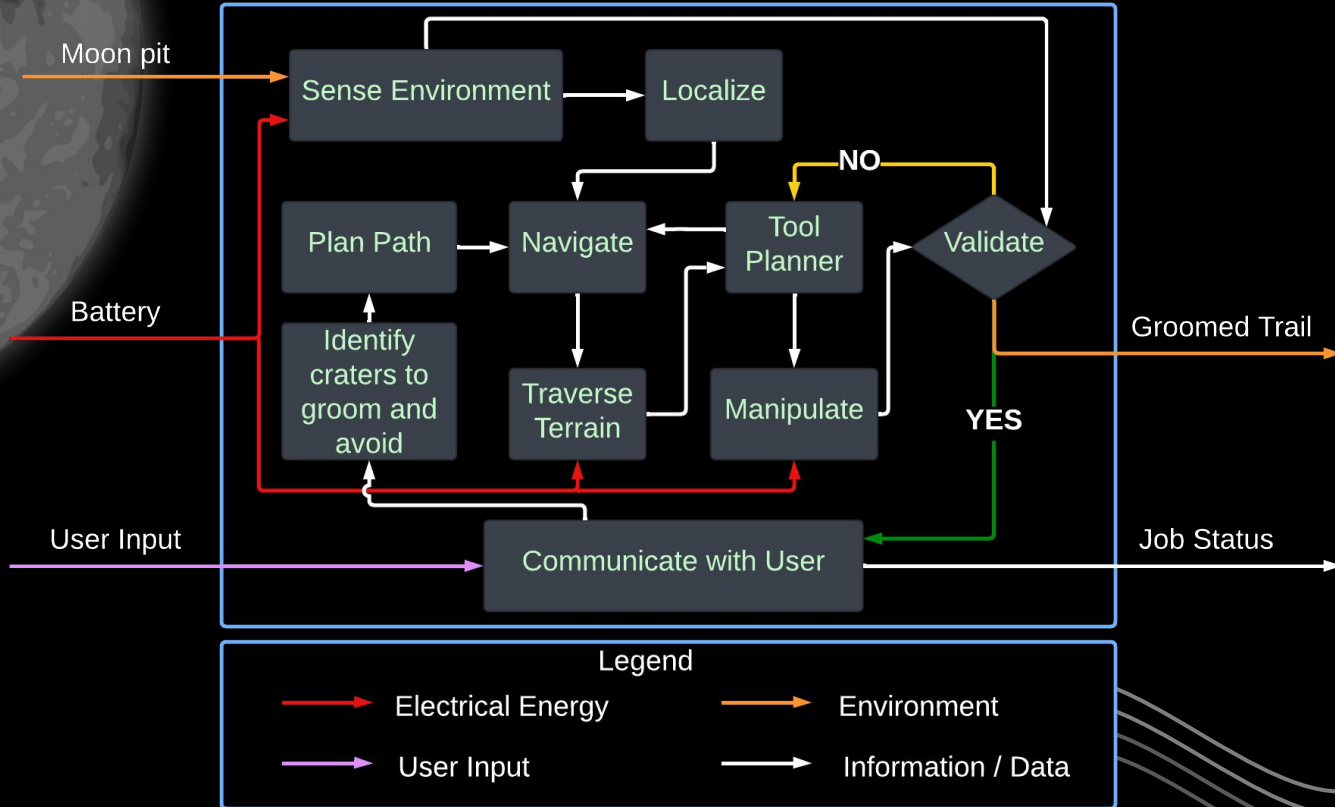 Moon pit
Sense Environment
Localize
NO
Plan Path
Navigate
Tool
Planner
Validate
Battery
Identify
craters to
groom and
avoid
Traverse
Terrain
Manipulate
Groomed Trail
YES
User Input
Communicate with User
Job Status
Legend
Electrical Energy
Environment
User Input
Information / Data